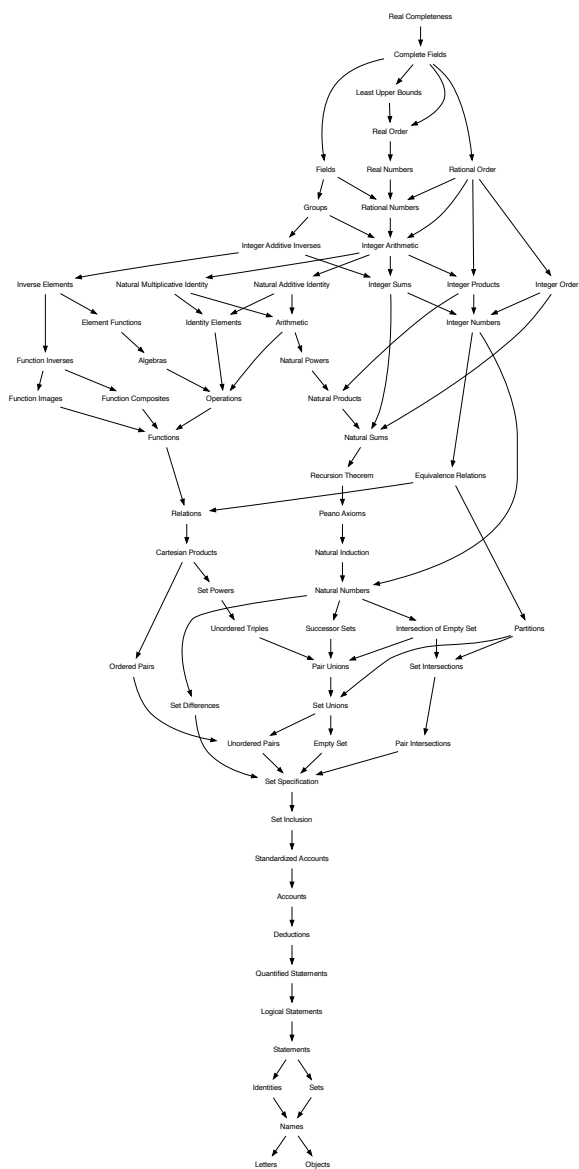 Real Completeness
Complete Fields
Least Upper Bounds
Real Order
Fields Real Numbers Rational Order
Groups Rational Numbers
Integer Additive Inverses Integer Arithmetic
Inverse Elements Natural Multiplicative Identity Natural Additive Identity Integer Sums Integer Products Integer Order
Element Functions Identity Elements Arithmetic Integer Numbers
Function Inverses Algebras Natural Powers
Function Images Function Composites Operations Natural Products
Functions Natural Sums
Recursion Theorem Equivalence Relations
Relations Peano Axioms
Cartesian Products Natural Induction
Set Powers Natural Numbers
Unordered Triples Successor Sets Intersection of Empty Set Partitions
Ordered Pairs Pair Unions Set Intersections
Set Differences Set Unions
Unordered Pairs Empty Set Pair Intersections
Set Specification
Set Inclusion
Standardized Accounts
Accounts
Deductions
Quantified Statements
Logical Statements
Statements
Identities Sets
Names
Letters Objects